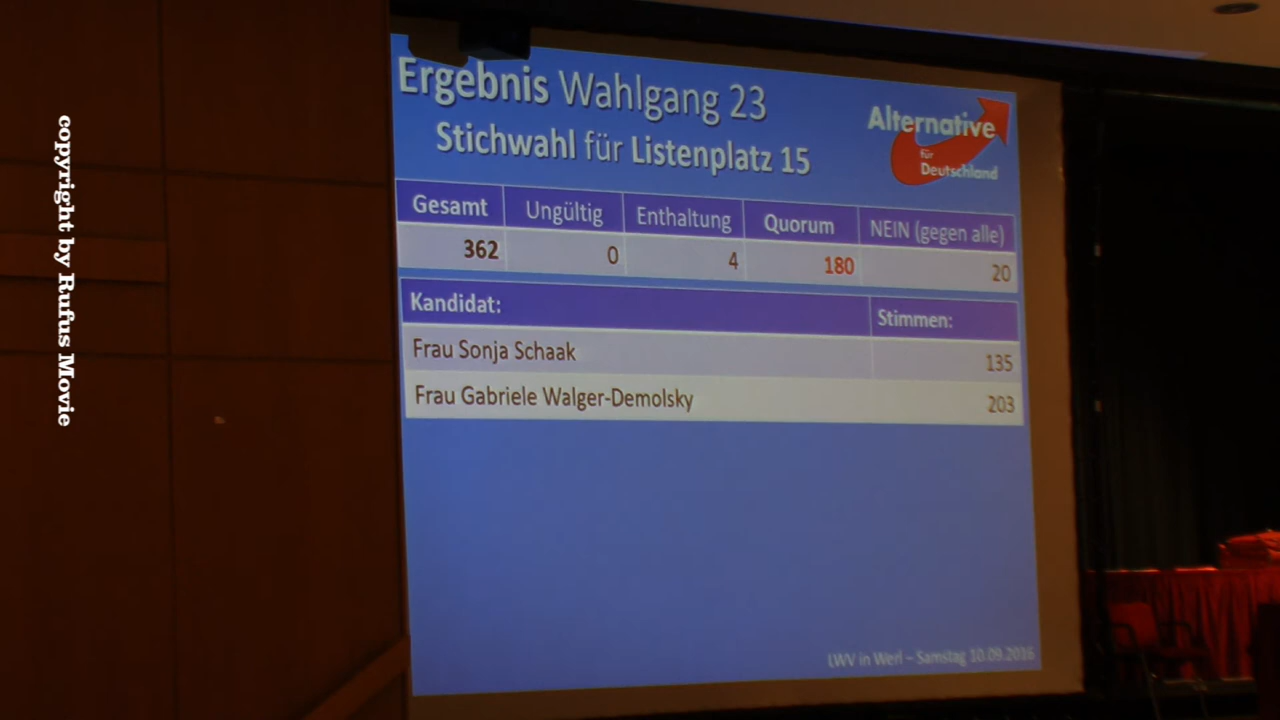 copyright by Rufus Movie
Ergebnis Wahlgang 23
Stichwahl für Listenplatz 15
Alternative
für
Deutschland
Gesamt Ungültig Enthaltung Quorum NEIN (gegen alle)
362 0 4 180 20
Kandidat: Stimmen:
Frau Sonja Schaak 135
Frau Gabriele Walger-Demolsky 203
LWV in Werl – Samstag 10.09.2016